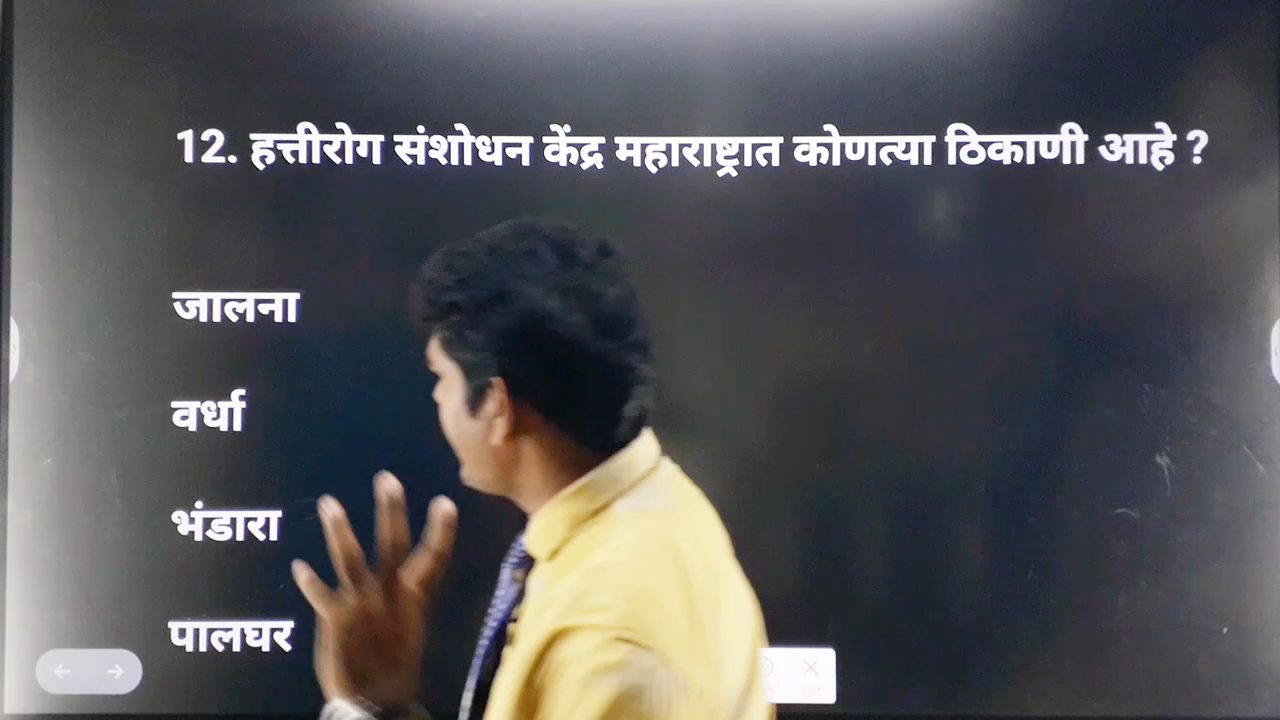 12. हत्तीरोग संशोधन केंद्र महाराष्ट्रात कोणत्या ठिकाणी आहे ?
जालना
वर्धा
भंडारा
पालघर